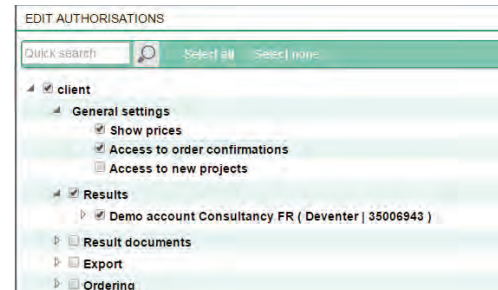 EDIT AUTHORISATIONS
Quick search Select all Select none
client
General settings
Show prices
Access to order confirmations
Access to new projects
Results
Demo account Consultancy FR ( Deventer | 35006943 )
Result documents
Export
Ordering